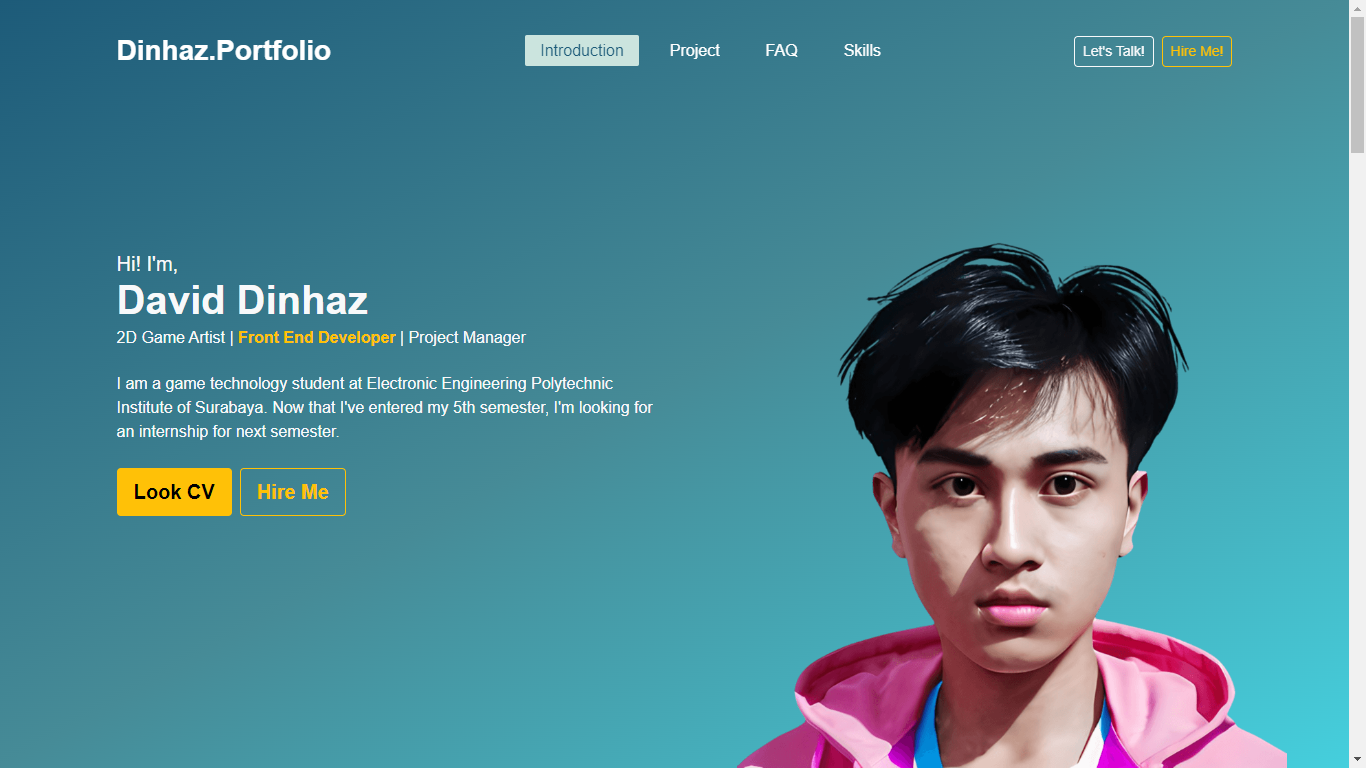 Dinhaz.Portfolio
Introduction
Project
FAQ
Skills
Let's Talk!
Hire Me!
Hi! I'm,
David Dinhaz
2D Game Artist | Front End Developer | Project Manager
I am a game technology student at Electronic Engineering Polytechnic
Institute of Surabaya. Now that I've entered my 5th semester, I'm looking for
an internship for next semester.
Look CV
Hire Me